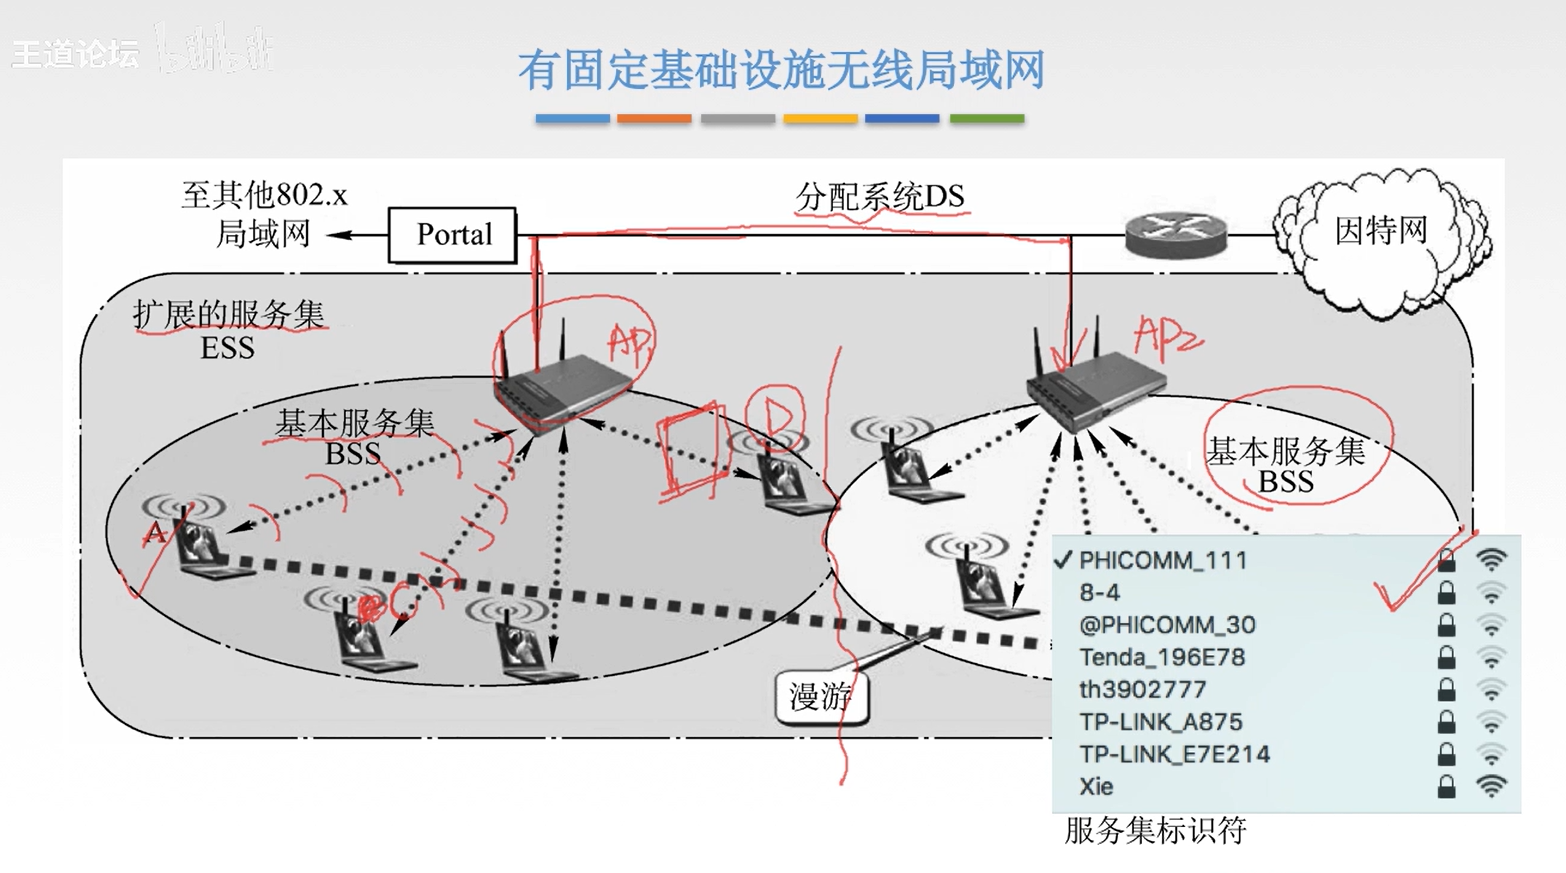 王道论坛 bilibili
有固定基础设施无线局域网
至其他802.x
局域网
Portal
分配系统DS
因特网
扩展的服务集
ESS
AP1
AP2
基本服务集
BSS
D
基本服务集
BSS
A
C
漫游
PHICOMM_111
8-4
@PHICOMM_30
Tenda_196E78
th3902777
TP-LINK_A875
TP-LINK_E7E214
Xie
服务集标识符